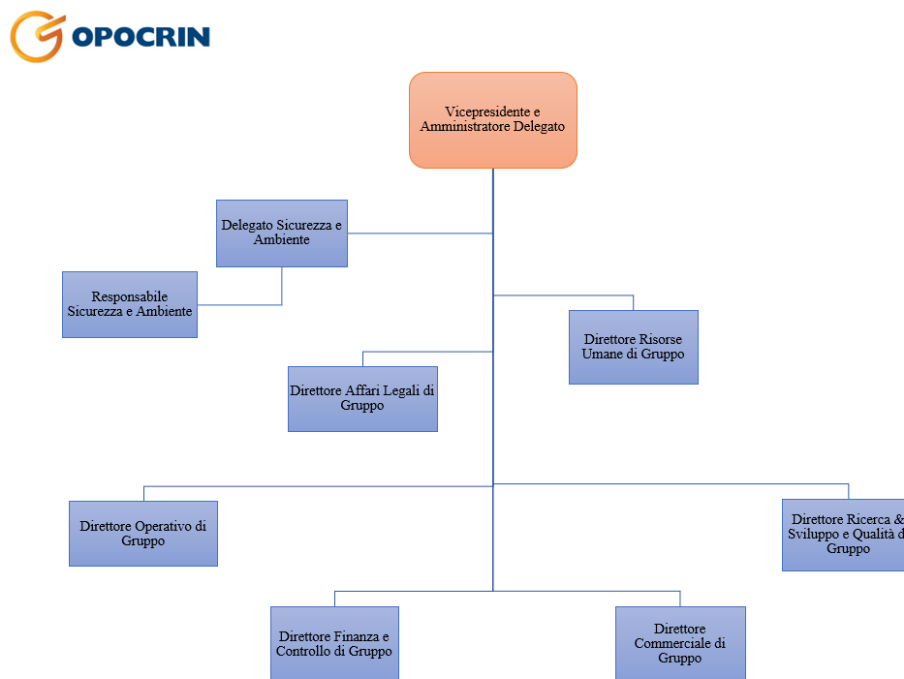 OPOCRIN
Vicepresidente e
Amministratore Delegato
Delegato Sicurezza e
Ambiente
Responsabile
Sicurezza e Ambiente
Direttore Risorse
Umane di Gruppo
Direttore Affari Legali di
Gruppo
Direttore Operativo di
Gruppo
Direttore Ricerca &
Sviluppo e Qualità d
Gruppo
Direttore Finanza e
Controllo di Gruppo
Direttore
Commerciale di
Gruppo